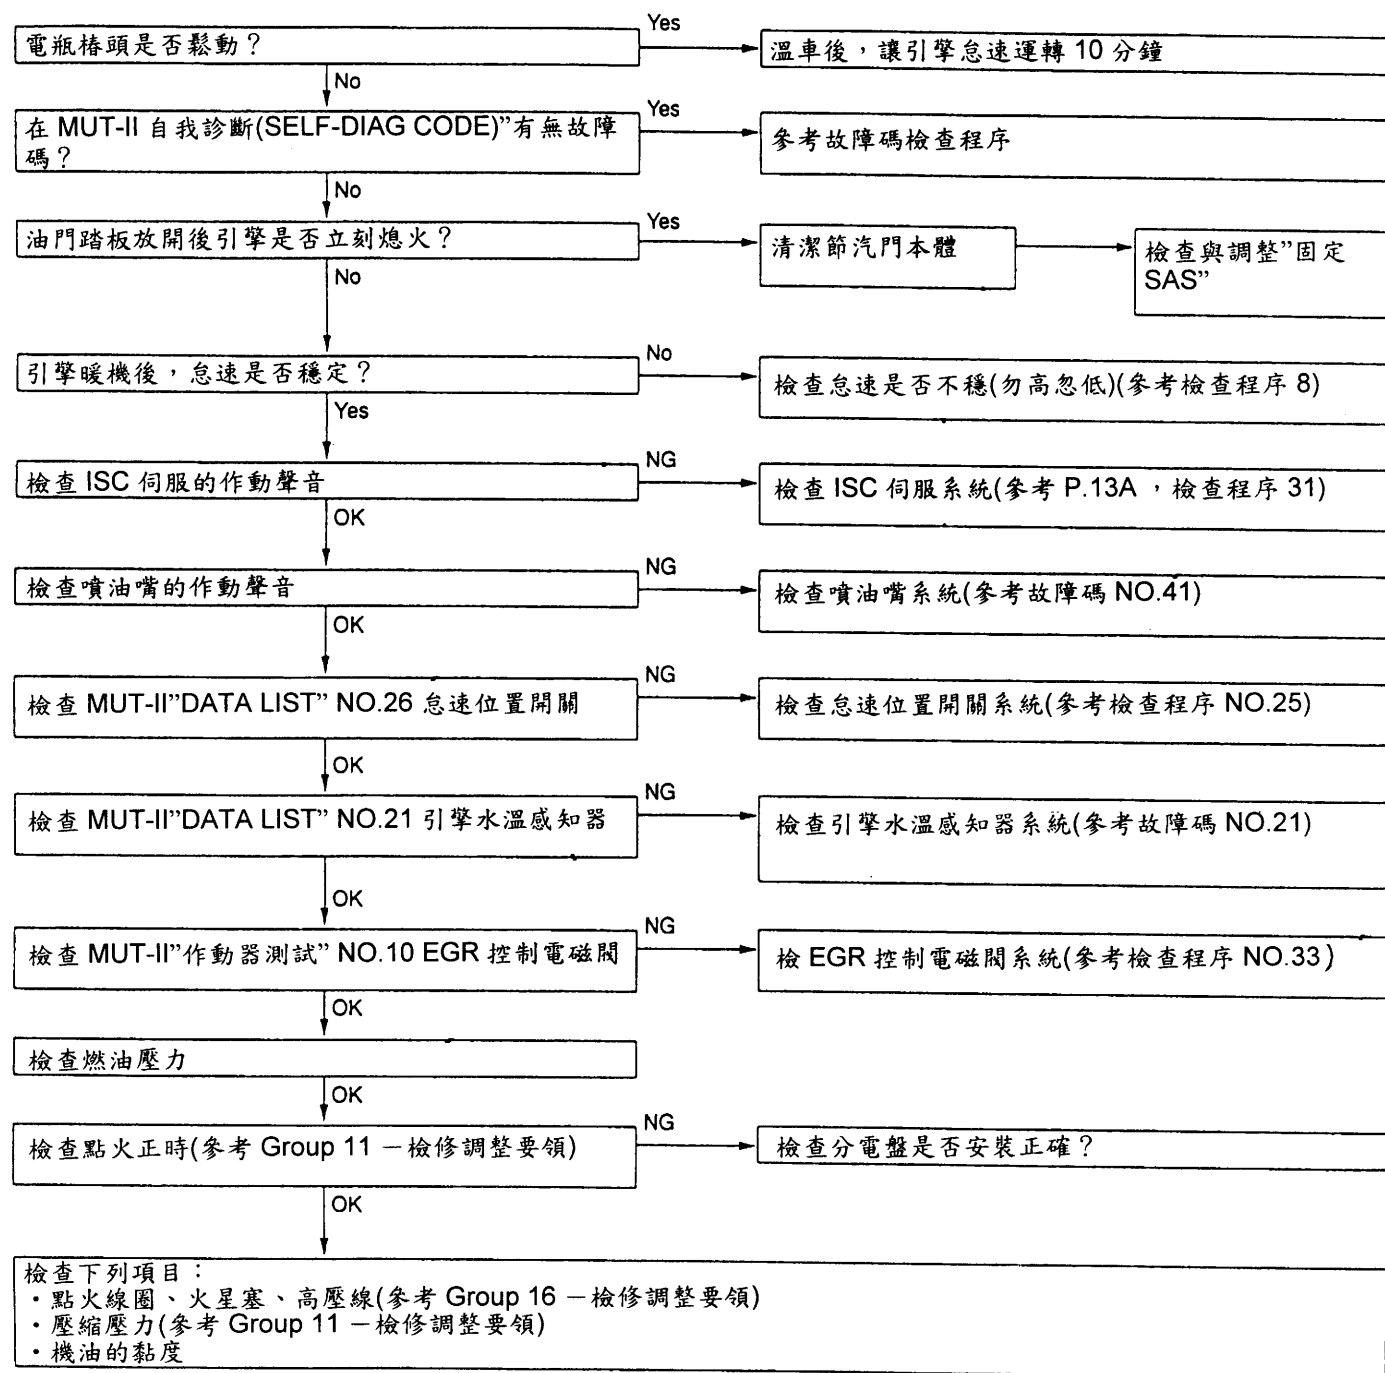 電瓶樁頭是否鬆動？
Yes
溫車後，讓引擎怠速運轉 10 分鐘
No
在 MUT-II 自我診斷(SELF-DIAG CODE)”有無故障
碼？
Yes
參考故障碼檢查程序
No
油門踏板放開後引擎是否立刻熄火？
Yes
清潔節汽門本體
檢查與調整”固定
SAS”
No
引擎暖機後，怠速是否穩定？
No
檢查怠速是否不穩(勿高忽低)(參考檢查程序 8)
Yes
檢查 ISC 伺服的作動聲音
NG
檢查 ISC 伺服系統(參考 P.13A ，檢查程序 31)
OK
檢查噴油嘴的作動聲音
NG
檢查噴油嘴系統(參考故障碼 NO.41)
OK
檢查 MUT-II”DATA LIST” NO.26 怠速位置開關
NG
檢查怠速位置開關系統(參考檢查程序 NO.25)
OK
檢查 MUT-II”DATA LIST” NO.21 引擎水溫感知器
NG
檢查引擎水溫感知器系統(參考故障碼 NO.21)
OK
檢查 MUT-II”作動器測試” NO.10 EGR 控制電磁閥
NG
檢 EGR 控制電磁閥系統(參考檢查程序 NO.33)
OK
檢查燃油壓力
OK
檢查點火正時(參考 Group 11 －檢修調整要領)
NG
檢查分電盤是否安裝正確？
OK
檢查下列項目：
・點火線圈、火星塞、高壓線(參考 Group 16 －檢修調整要領)
・壓縮壓力(參考 Group 11 －檢修調整要領)
・機油的黏度